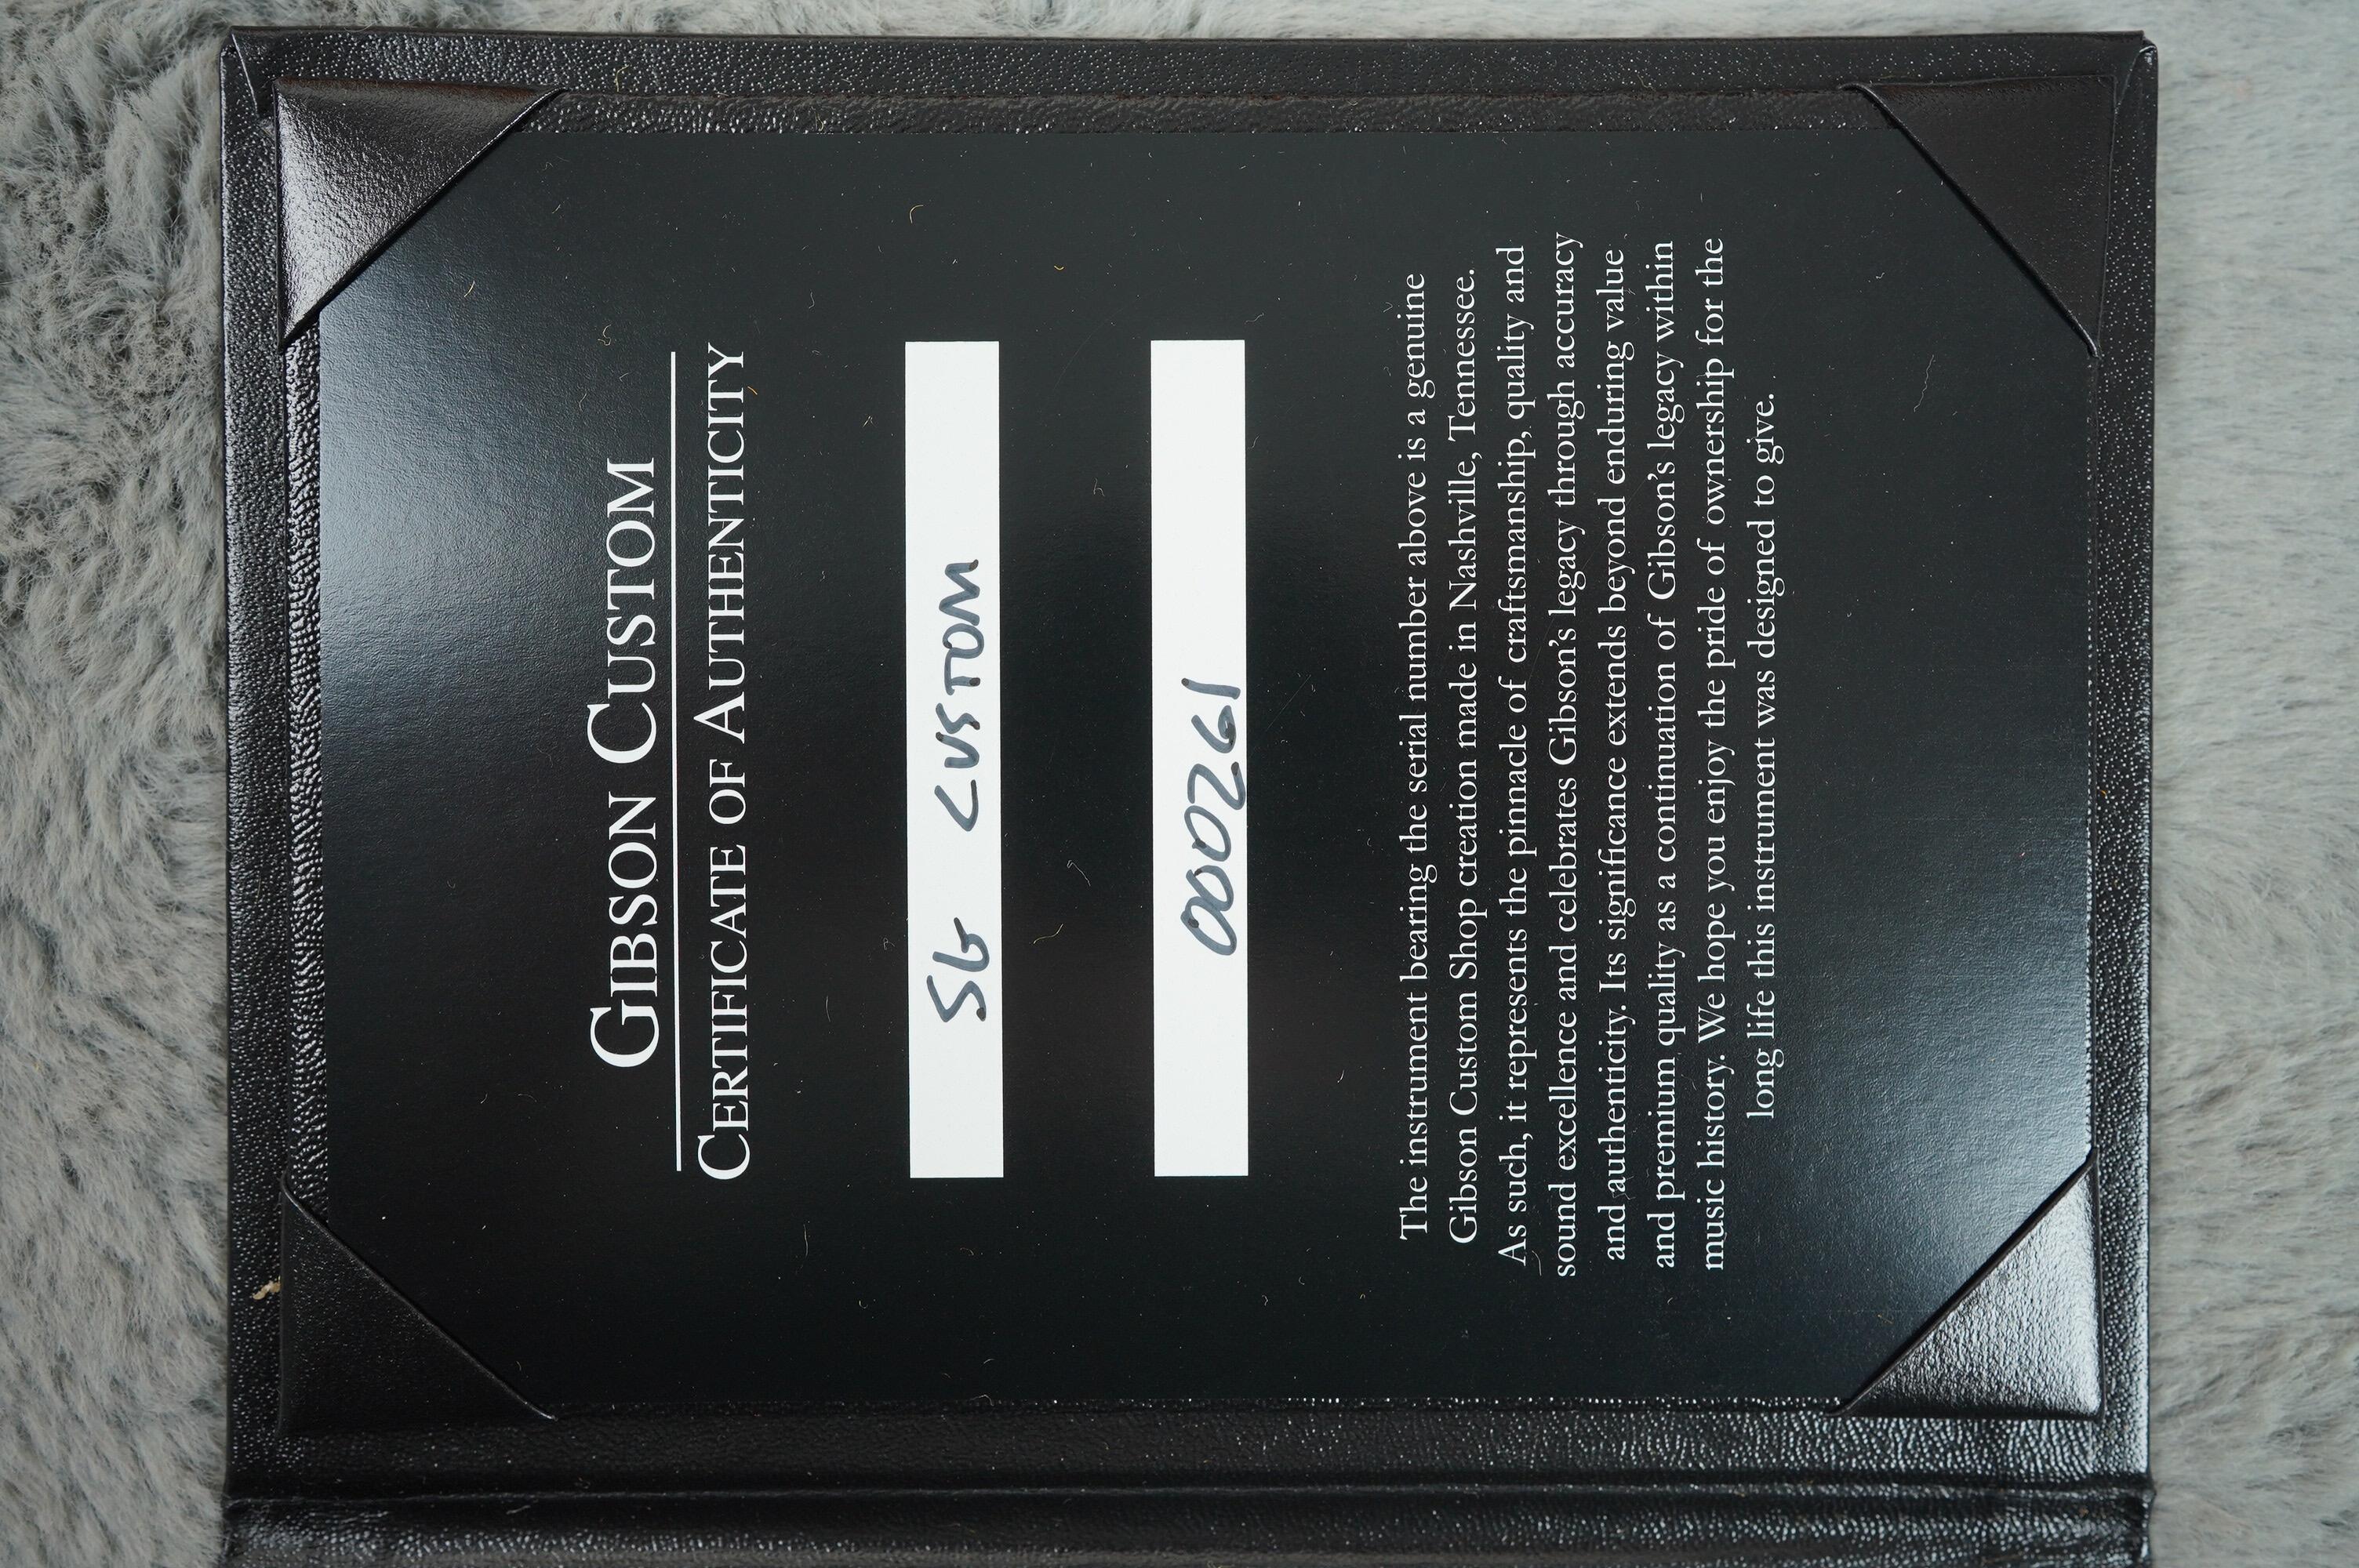 GIBSON CUSTOM
CERTIFICATE OF AUTHENTICITY
SG CUSTOM
000261
The instrument bearing the serial number above is a genuine
Gibson Custom Shop creation made in Nashville, Tennessee.
As such, it represents the pinnacle of craftsmanship, quality and
sound excellence and celebrates Gibson's legacy through accuracy
and authenticity. Its significance extends beyond enduring value
and premium quality as a continuation of Gibson's legacy within
music history. We hope you enjoy the pride of ownership for the
long life this instrument was designed to give.